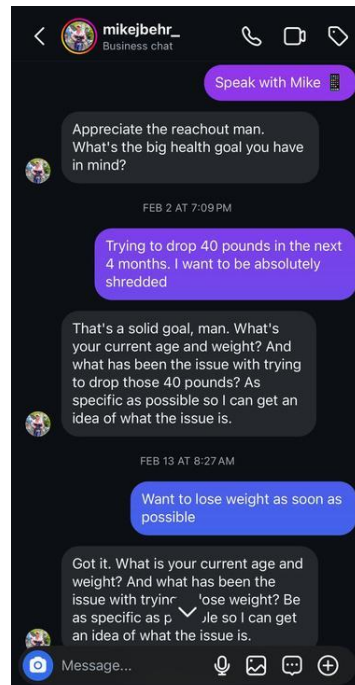 mikejbehr_
Business chat
Speak with Mike
Appreciate the reachout man.
What's the big health goal you have
in mind?
FEB 2 AT 7:09 PM
Trying to drop 40 pounds in the next
4 months. I want to be absolutely
shredded
That's a solid goal, man. What's
your current age and weight? And
what has been the issue with trying
to drop those 40 pounds? As
specific as possible so I can get an
idea of what the issue is.
FEB 13 AT 8:27 AM
Want to lose weight as soon as
possible
Got it. What is your current age and
weight? And what has been the
issue with lose weight? Be
as specific as so I can get
an idea of what the issue is.
Message...